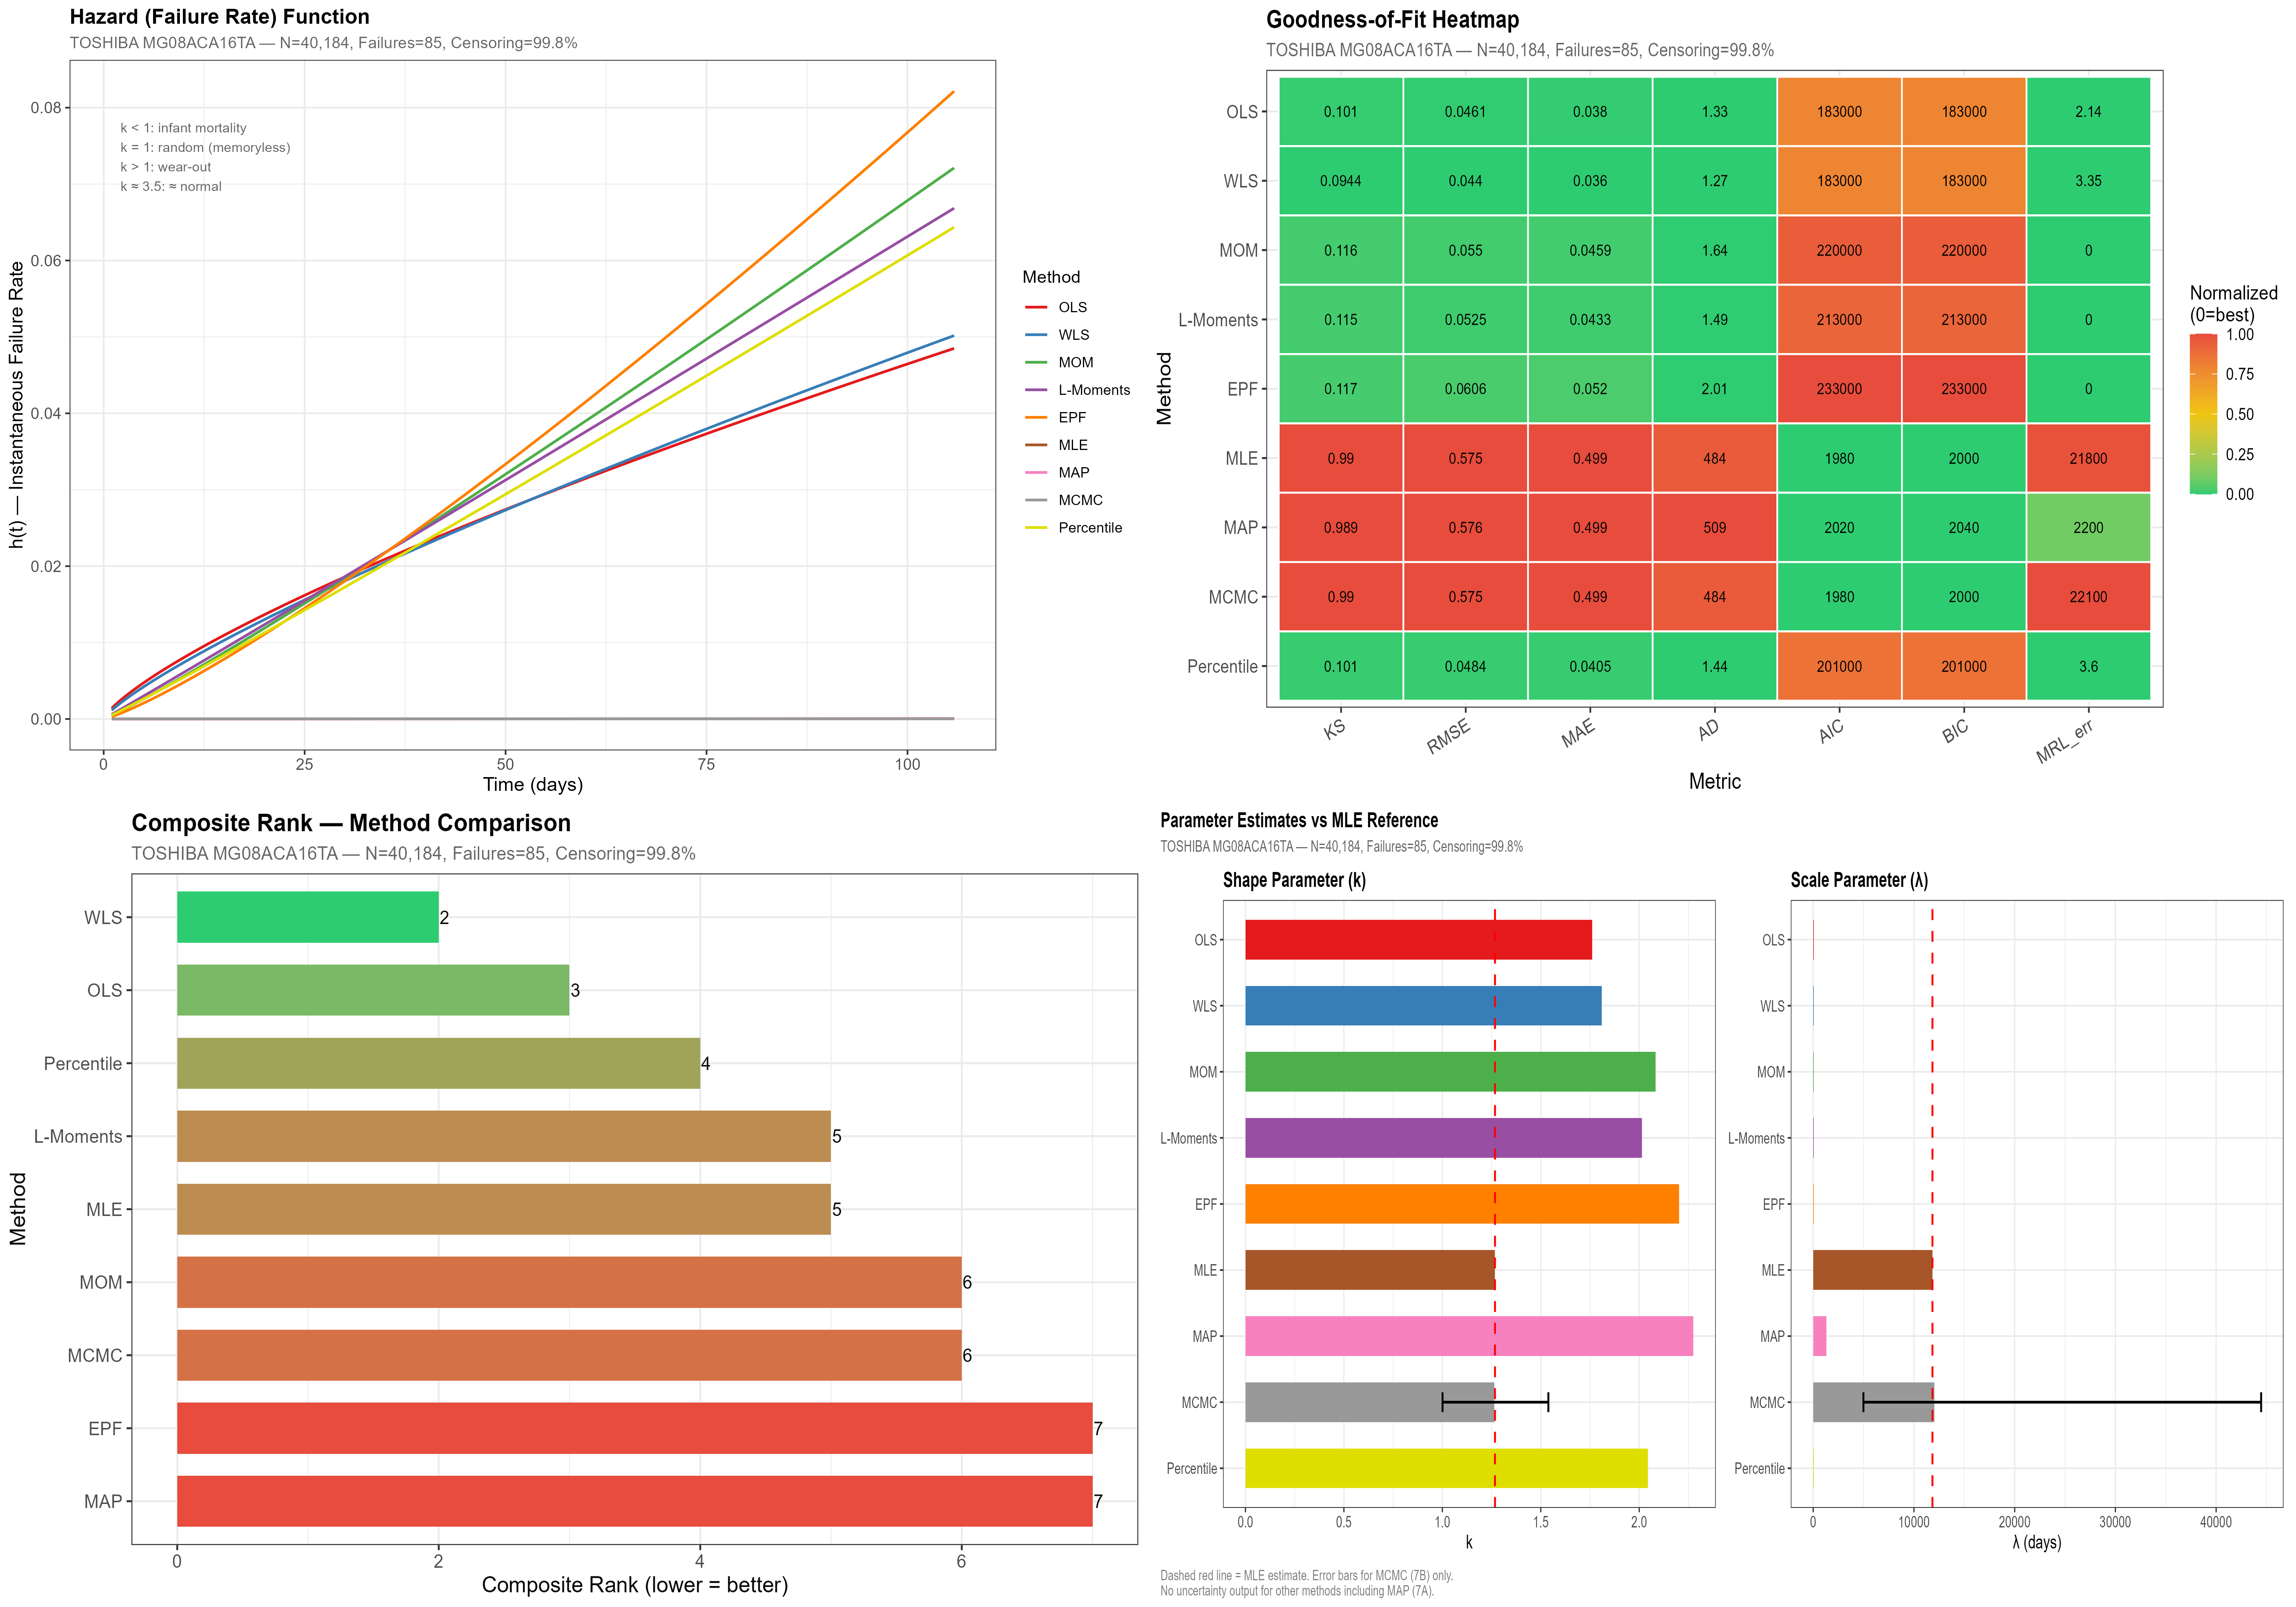 Hazard (Failure Rate) Function
TOSHIBA MG08ACA16TA — N=40,184, Failures=85, Censoring=99.8%
h(t) — Instantaneous Failure Rate
0.08
0.06
0.04
0.02
0.00
k < 1: infant mortality
k = 1: random (memoryless)
k > 1: wear-out
k ≈ 3.5: ≈ normal
0 25 50 75 100
Time (days)
Method
OLS
WLS
MOM
L-Moments
EPF
MLE
MAP
MCMC
Percentile
Goodness-of-Fit Heatmap
TOSHIBA MG08ACA16TA — N=40,184, Failures=85, Censoring=99.8%
Method
OLS 0.101 0.0461 0.038 1.33 183000 183000 2.14
WLS 0.0944 0.044 0.036 1.27 183000 183000 3.35
MOM 0.116 0.055 0.0459 1.64 220000 220000 0
L-Moments 0.115 0.0525 0.0433 1.49 213000 213000 0
EPF 0.117 0.0606 0.052 2.01 233000 233000 0
MLE 0.99 0.575 0.499 484 1980 2000 21800
MAP 0.989 0.576 0.499 509 2020 2040 2200
MCMC 0.99 0.575 0.499 484 1980 2000 22100
Percentile 0.101 0.0484 0.0405 1.44 201000 201000 3.6
KS RMSE MAE AD AIC BIC MRL_err
Metric
Normalized
(0=best)
1.00
0.75
0.50
0.25
0.00
Composite Rank — Method Comparison
TOSHIBA MG08ACA16TA — N=40,184, Failures=85, Censoring=99.8%
Method
WLS 2
OLS 3
Percentile 4
L-Moments 5
MLE 5
MOM 6
MCMC 6
EPF 7
MAP 7
0 2 4 6
Composite Rank (lower = better)
Parameter Estimates vs MLE Reference
TOSHIBA MG08ACA16TA — N=40,184, Failures=85, Censoring=99.8%
Shape Parameter (k)
OLS
WLS
MOM
L-Moments
EPF
MLE
MAP
MCMC
Percentile
0.0 0.5 1.0 1.5 2.0
k
Scale Parameter (λ)
OLS
WLS
MOM
L-Moments
EPF
MLE
MAP
MCMC
Percentile
0 10000 20000 30000 40000
λ (days)
Dashed red line = MLE estimate. Error bars for MCMC (7B) only.
No uncertainty output for other methods including MAP (7A).